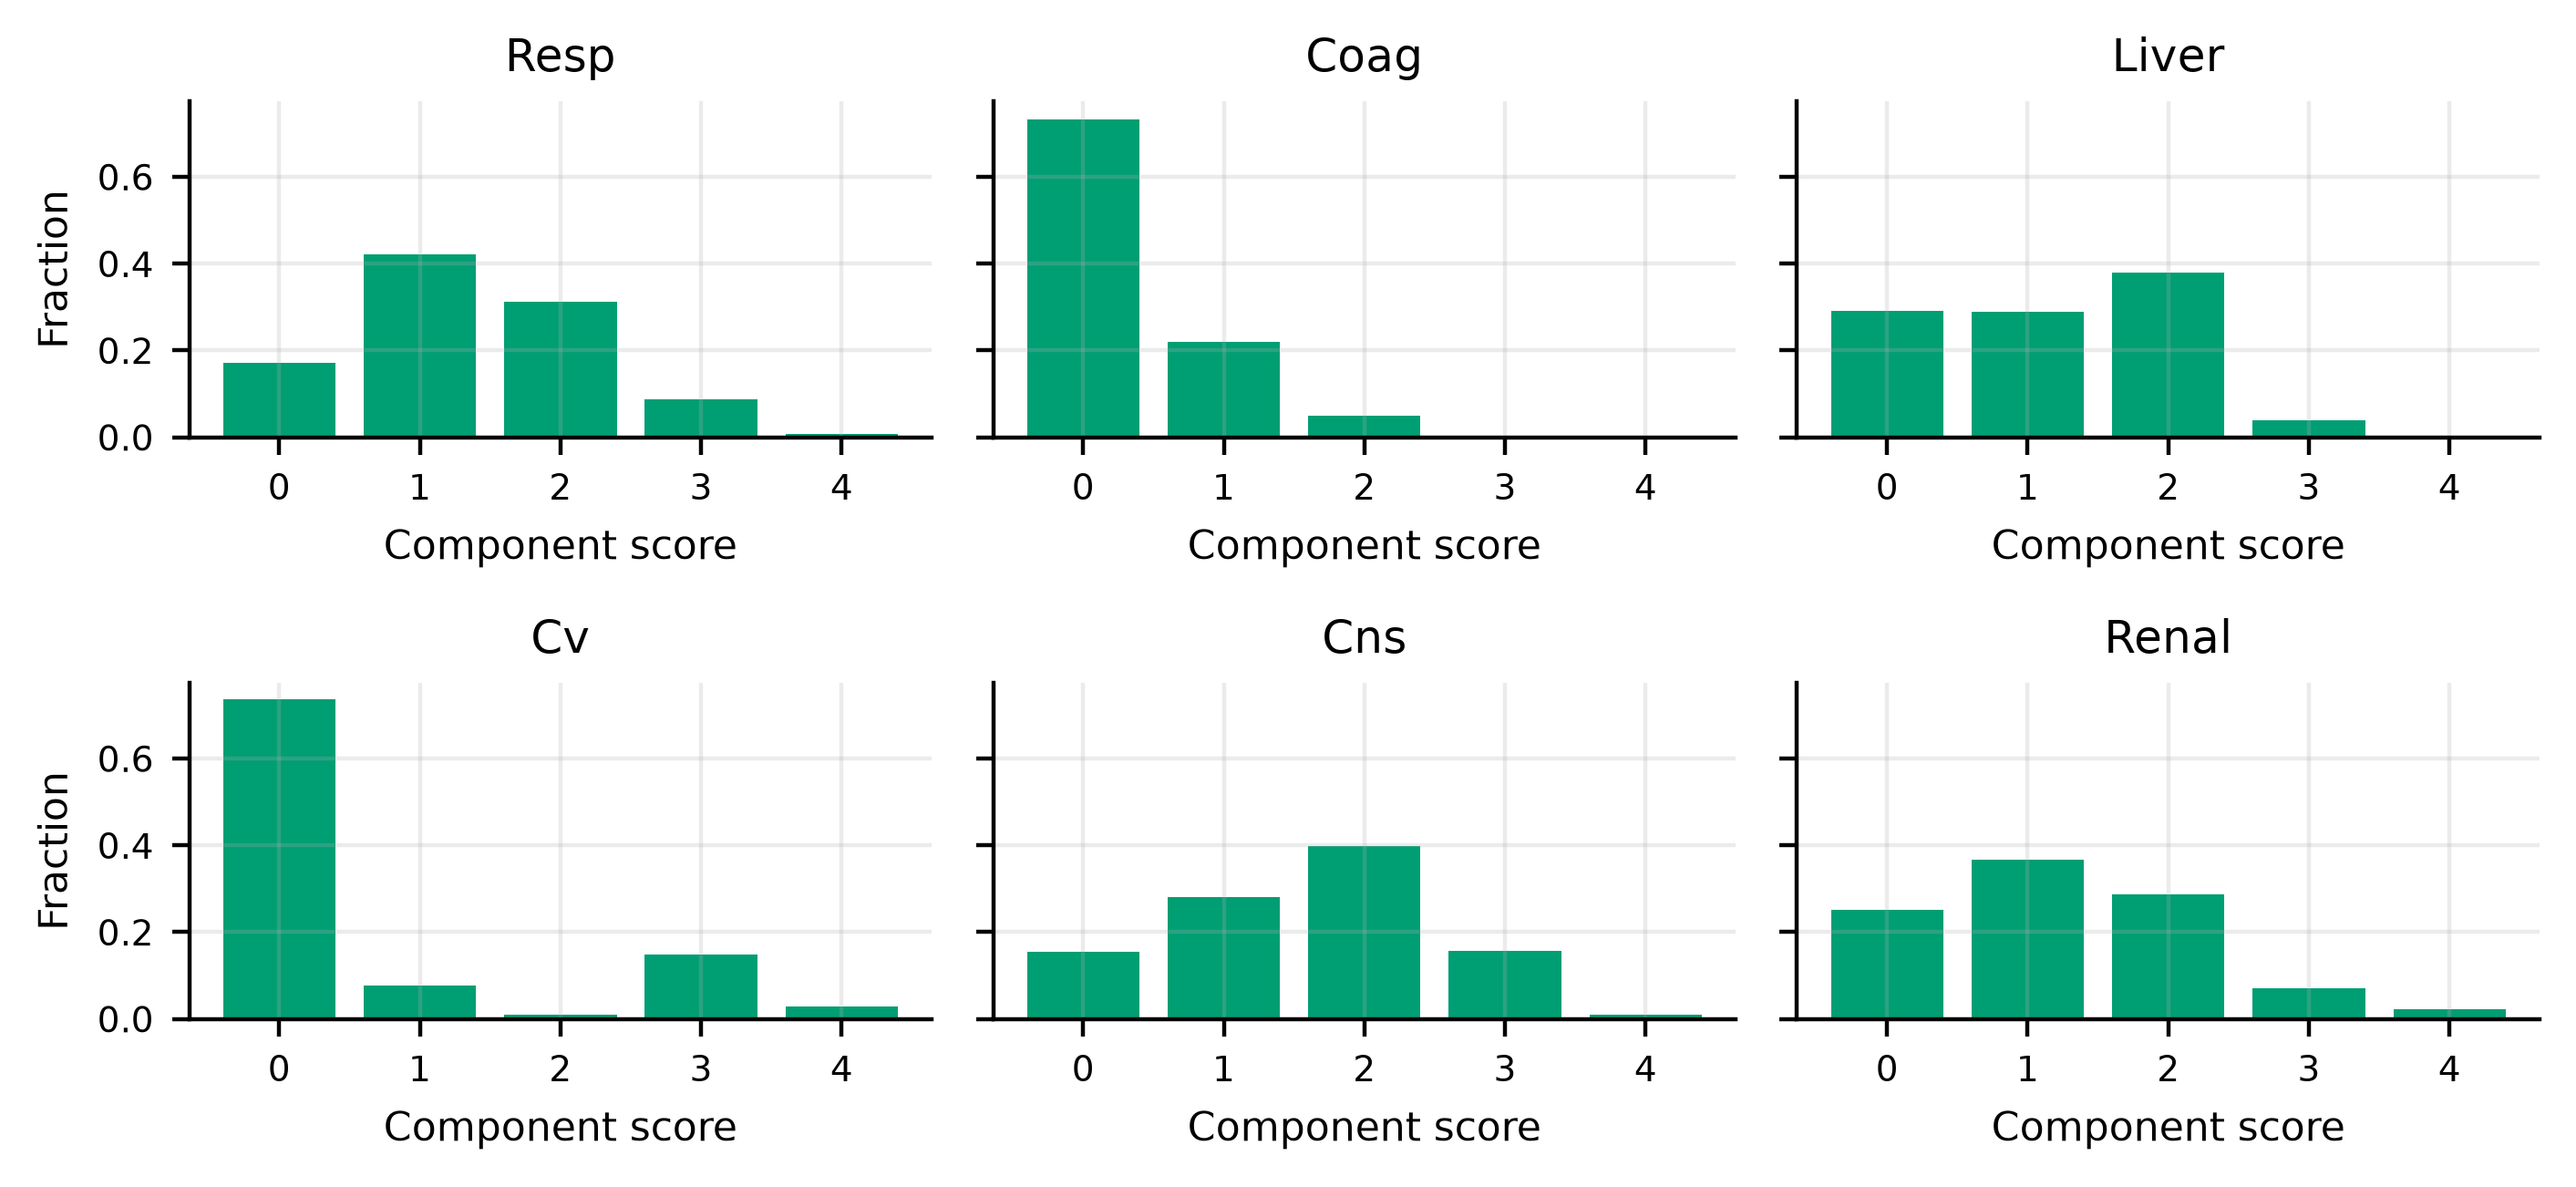 Resp
Coag
Liver
Fraction
0.6
0.4
0.2
0.0
0 1 2 3 4
0 1 2 3 4
0 1 2 3 4
Component score
Component score
Component score
Cv
Cns
Renal
Fraction
0.6
0.4
0.2
0.0
0 1 2 3 4
0 1 2 3 4
0 1 2 3 4
Component score
Component score
Component score